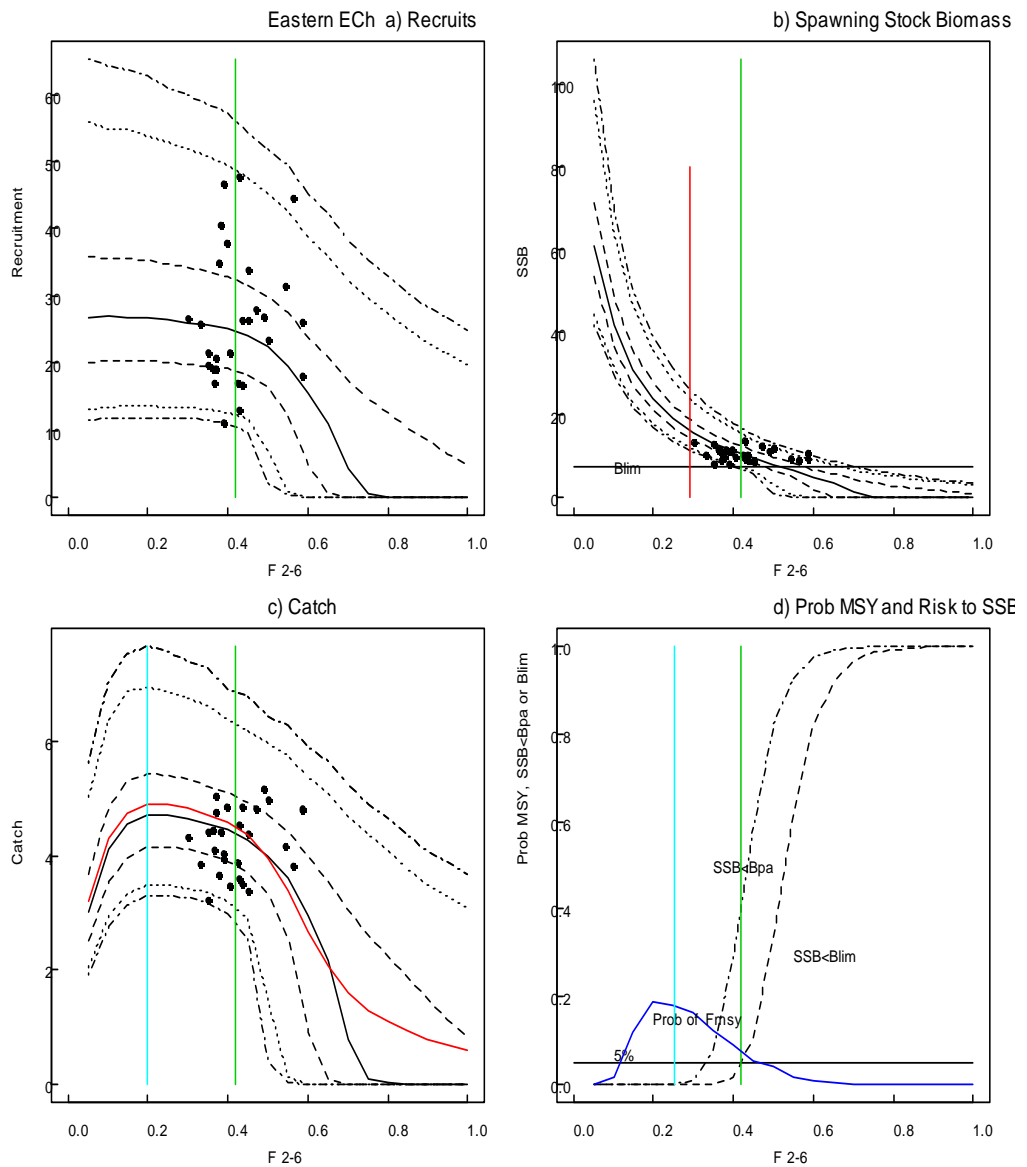 Eastern ECh a) Recruits
Recruitment
60
50
40
30
20
10
0
0.0 0.2 0.4 0.6 0.8 1.0
F 2-6
b) Spawning Stock Biomass
SSB
100
80
60
40
20
0
Blim
0.0 0.2 0.4 0.6 0.8 1.0
F 2-6
c) Catch
Catch
6
4
2
0
0.0 0.2 0.4 0.6 0.8 1.0
F 2-6
d) Prob MSY and Risk to SSB
Prob MSY, SSB<Bpa or Blim
1.0
0.8
0.6
0.4
0.2
0.0
SSB<Bpa
SSB<Blim
Prob of Fmsy
5%
0.0 0.2 0.4 0.6 0.8 1.0
F 2-6